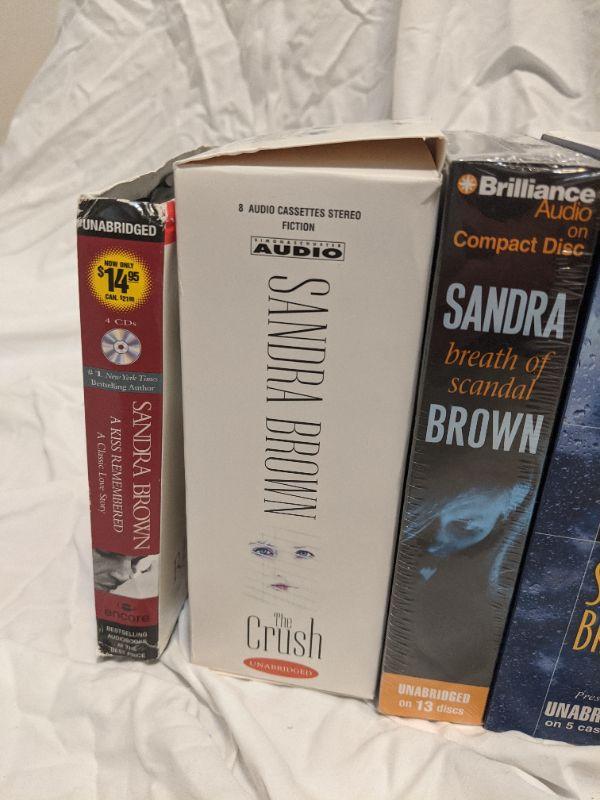 UNABRIDGED
NOW ONLY
$14.95
CAN. $21.99
4 CDs
#1 New York Times
Bestselling Author
SANDRA BROWN
A KISS REMEMBERED
A Classic Love Story
encore
BESTSELLING
AUDIOBOOKS
AT THE
BEST PRICE
8 AUDIO CASSETTES STEREO
FICTION
SIMON & SCHUSTER
AUDIO
SANDRA BROWN
The
Crush
UNABRIDGED
Brilliance
Audio
on
Compact Disc
SANDRA
breath of
scandal
BROWN
UNABRIDGED
on 13 discs
S
B
Pres
UNABR
on 5 cas